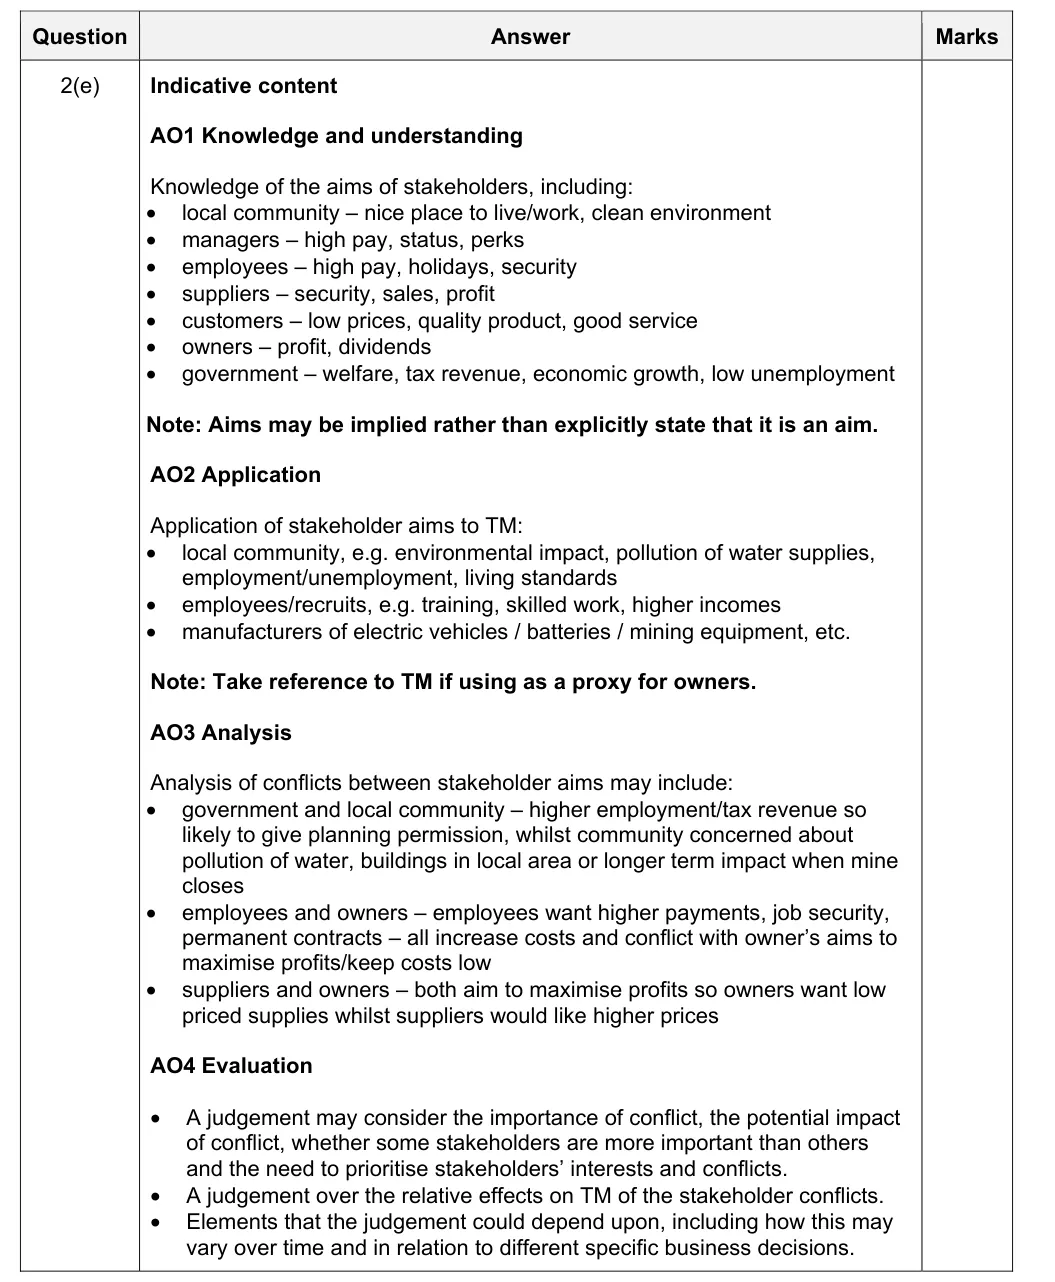 Question Answer Marks
2(e) Indicative content
AO1 Knowledge and understanding
Knowledge of the aims of stakeholders, including:
• local community – nice place to live/work, clean environment
• managers – high pay, status, perks
• employees – high pay, holidays, security
• suppliers – security, sales, profit
• customers – low prices, quality product, good service
• owners – profit, dividends
• government – welfare, tax revenue, economic growth, low unemployment
Note: Aims may be implied rather than explicitly state that it is an aim.
AO2 Application
Application of stakeholder aims to TM:
• local community, e.g. environmental impact, pollution of water supplies,
employment/unemployment, living standards
• employees/recruits, e.g. training, skilled work, higher incomes
• manufacturers of electric vehicles / batteries / mining equipment, etc.
Note: Take reference to TM if using as a proxy for owners.
AO3 Analysis
Analysis of conflicts between stakeholder aims may include:
• government and local community – higher employment/tax revenue so
likely to give planning permission, whilst community concerned about
pollution of water, buildings in local area or longer term impact when mine
closes
• employees and owners – employees want higher payments, job security,
permanent contracts – all increase costs and conflict with owner’s aims to
maximise profits/keep costs low
• suppliers and owners – both aim to maximise profits so owners want low
priced supplies whilst suppliers would like higher prices
AO4 Evaluation
• A judgement may consider the importance of conflict, the potential impact
of conflict, whether some stakeholders are more important than others
and the need to prioritise stakeholders’ interests and conflicts.
• A judgement over the relative effects on TM of the stakeholder conflicts.
• Elements that the judgement could depend upon, including how this may
vary over time and in relation to different specific business decisions.